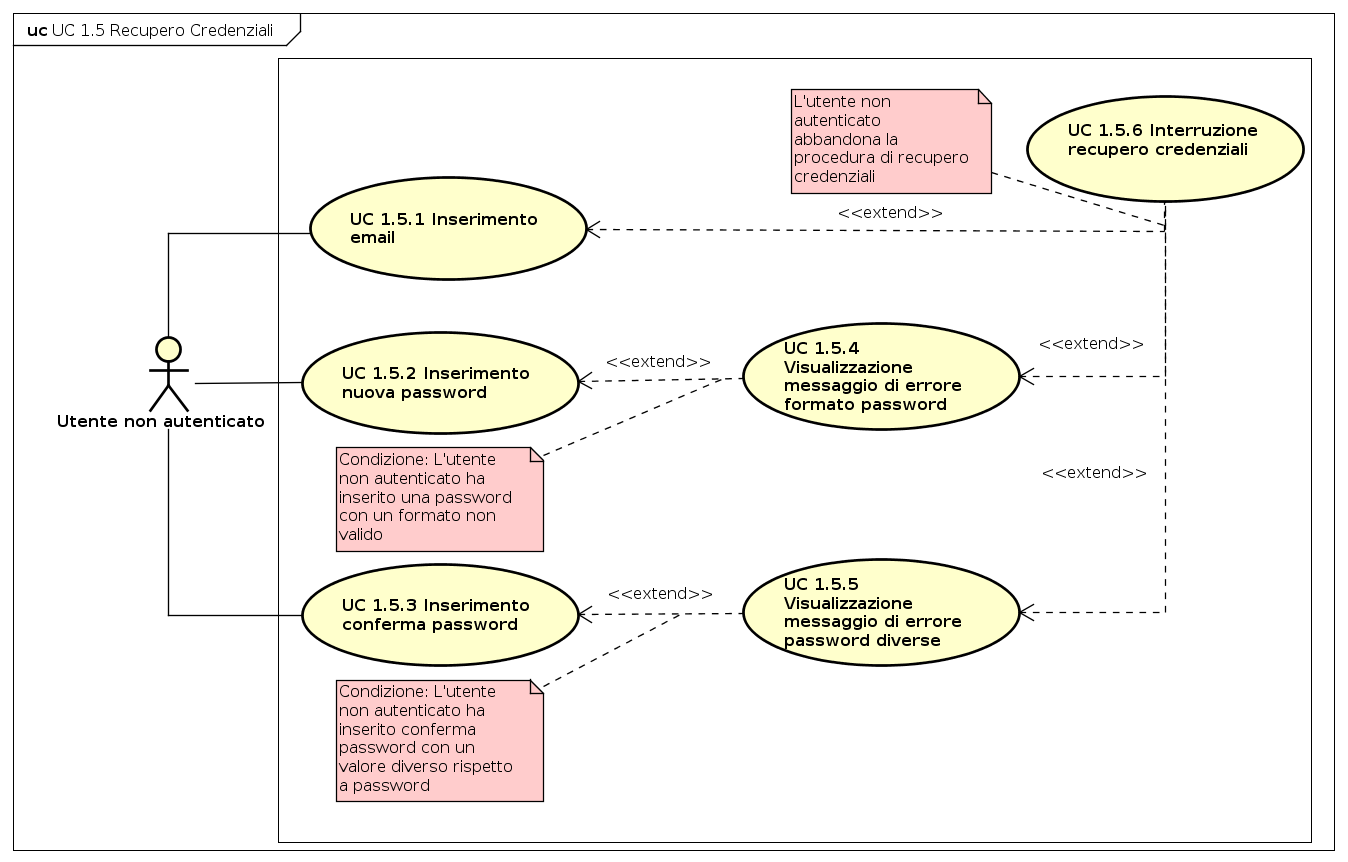 uc UC 1.5 Recupero Credenziali
L'utente non
autenticato
abbandona la
procedura di recupero
credenziali
UC 1.5.6 Interruzione
recupero credenziali
<<extend>>
UC 1.5.1 Inserimento
email
UC 1.5.2 Inserimento
nuova password
<<extend>>
UC 1.5.4
Visualizzazione
messaggio di errore
formato password
<<extend>>
Utente non autenticato
Condizione: L'utente
non autenticato ha
inserito una password
con un formato non
valido
<<extend>>
UC 1.5.3 Inserimento
conferma password
<<extend>>
UC 1.5.5
Visualizzazione
messaggio di errore
password diverse
Condizione: L'utente
non autenticato ha
inserito conferma
password con un
valore diverso rispetto
a password